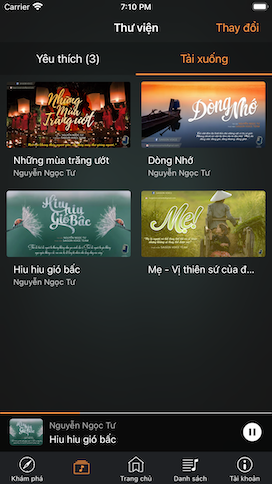 Carrier
7:10 PM
Thư viện
Thay đổi
Yêu thích (3)
Tải xuống
Những
Mùa
Trăng ướt
Dòng
Nhớ
Những mùa trăng ướt
Nguyễn Ngọc Tư
Dòng Nhớ
Nguyễn Ngọc Tư
Hiu hiu
Gió Bấc
Mẹ!
Hiu hiu gió bấc
Nguyễn Ngọc Tư
Mẹ - Vị thiên sứ của đ...
Nguyễn Ngọc Tư
Hiu hiu gió bấc
Khám phá
Trang chủ
Danh sách
Tài khoản